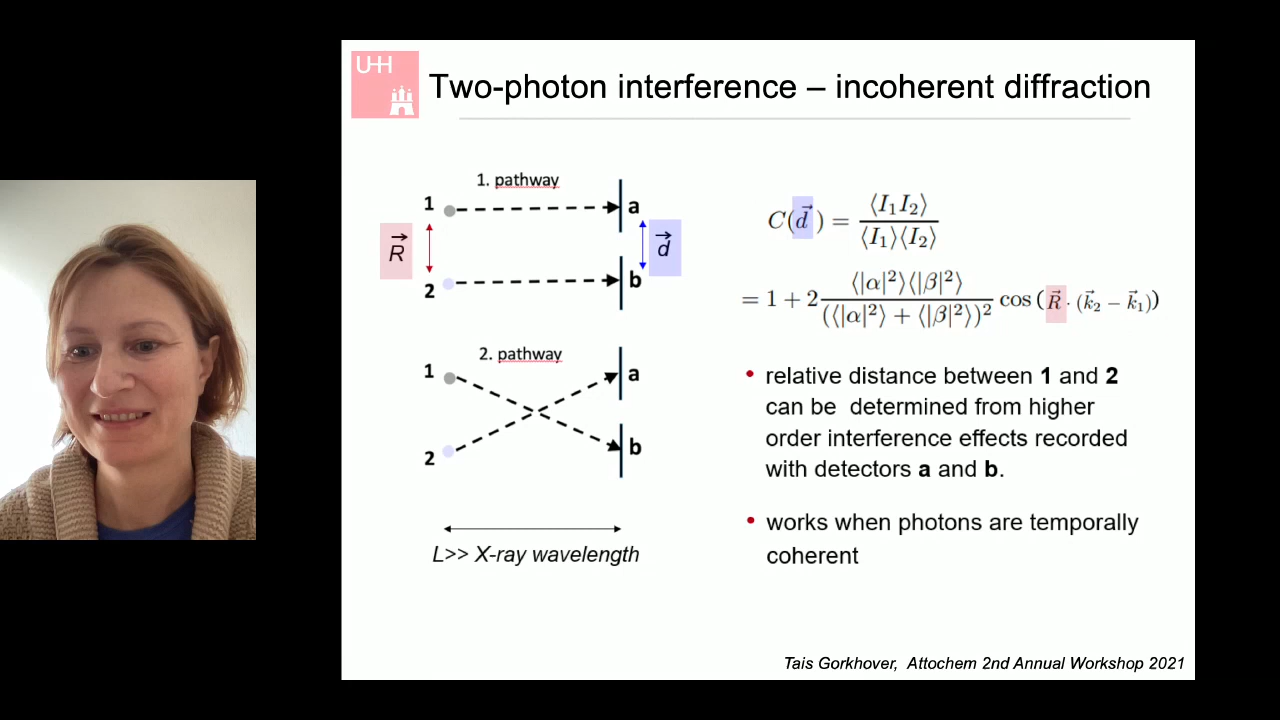 UHH
Two-photon interference – incoherent diffraction
1. pathway
1
a
R⃗
d⃗
2
b
2. pathway
1
a
2
b
L>> X-ray wavelength
C(d⃗) = ⟨I₁I₂⟩ / ⟨I₁⟩⟨I₂⟩
= 1 + 2 ⟨|α|²⟩⟨|β|²⟩ / (⟨|α|²⟩ + ⟨|β|²⟩)² cos (R⃗ · (k⃗₂ − k⃗₁))
• relative distance between 1 and 2
can be determined from higher
order interference effects recorded
with detectors a and b.
• works when photons are temporally
coherent
Tais Gorkhover, Attochem 2nd Annual Workshop 2021